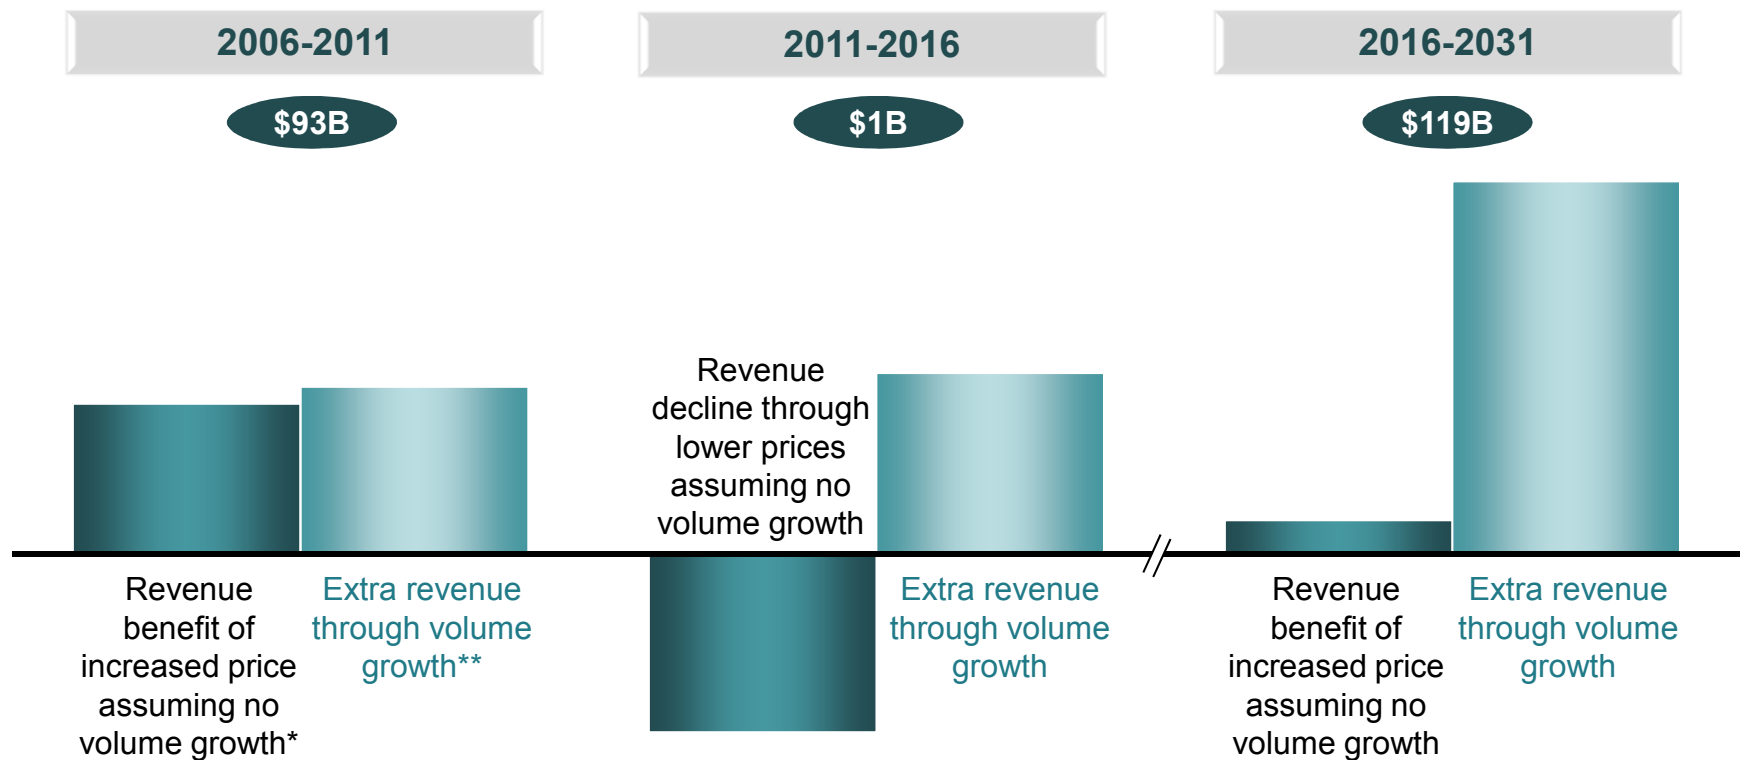 2006-2011
$93B
Revenue
benefit of
increased price
assuming no
volume growth*
Extra revenue
through volume
growth**
2011-2016
$1B
Revenue
decline through
lower prices
assuming no
volume growth
Extra revenue
through volume
growth
2016-2031
$119B
Revenue
benefit of
increased price
assuming no
volume growth
Extra revenue
through volume
growth